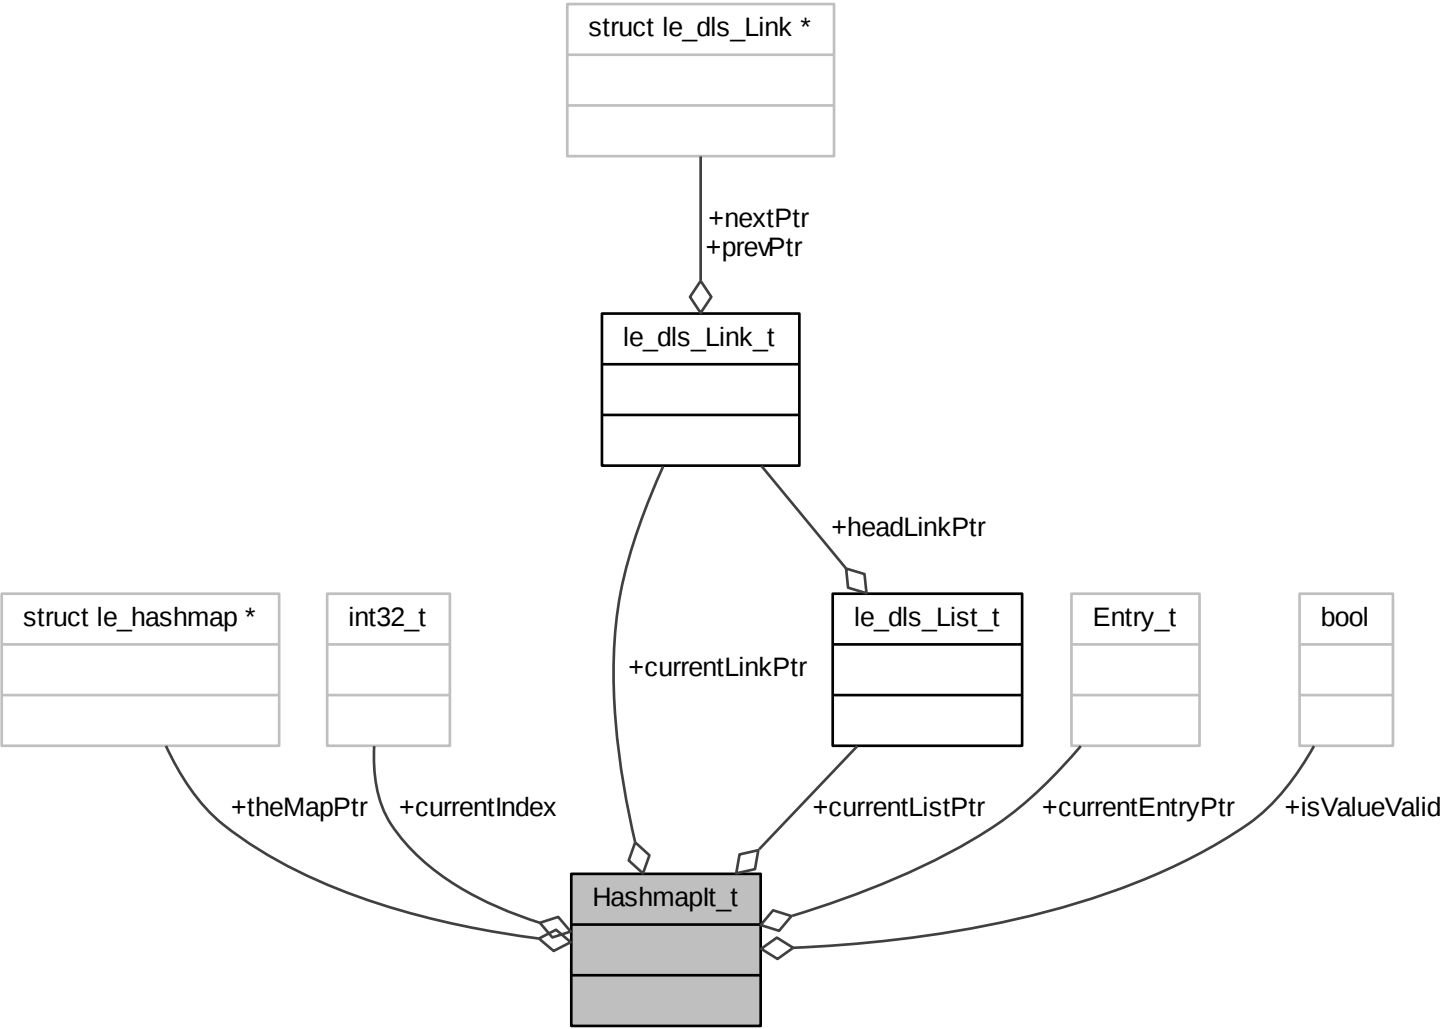 struct le_dls_Link *
+nextPtr
+prevPtr
le_dls_Link_t
+headLinkPtr
struct le_hashmap *
int32_t
le_dls_List_t
Entry_t
bool
+currentLinkPtr
+theMapPtr
+currentIndex
+currentListPtr
+currentEntryPtr
+isValueValid
HashmapIt_t